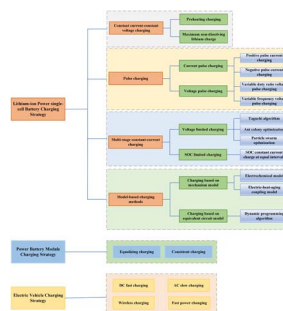 Constant current-constant
voltage charging
Preheating charging
Maximum non-dissolving
lithium charge
Pulse charging
Current pulse charging
Voltage pulse charging
Positive pulse current
charging
Negative pulse current
charging
Variable duty ratio voltage
pulse charging
Variable frequency voltage
pulse charging
Lithium-ion Power single-
cell Battery Charging
Strategy
Multi-stage constant-current
charging
Voltage limited charging
SOC limited charging
Taguchi algorithm
Ant colony optimization
Particle swarm
optimization
SOC constant current
charge at equal intervals
Model-based charging
methods
Charging based on
mechanism model
Charging based on
equivalent circuit model
Electrochemical model
Electric-heat-aging
coupling model
Dynamic programming
algorithm
Power Battery Module
Charging Strategy
Equalizing charging
Consistent charging
Electric Vehicle Charging
Strategy
DC fast charging
AC slow charging
Wireless charging
Fast power charging